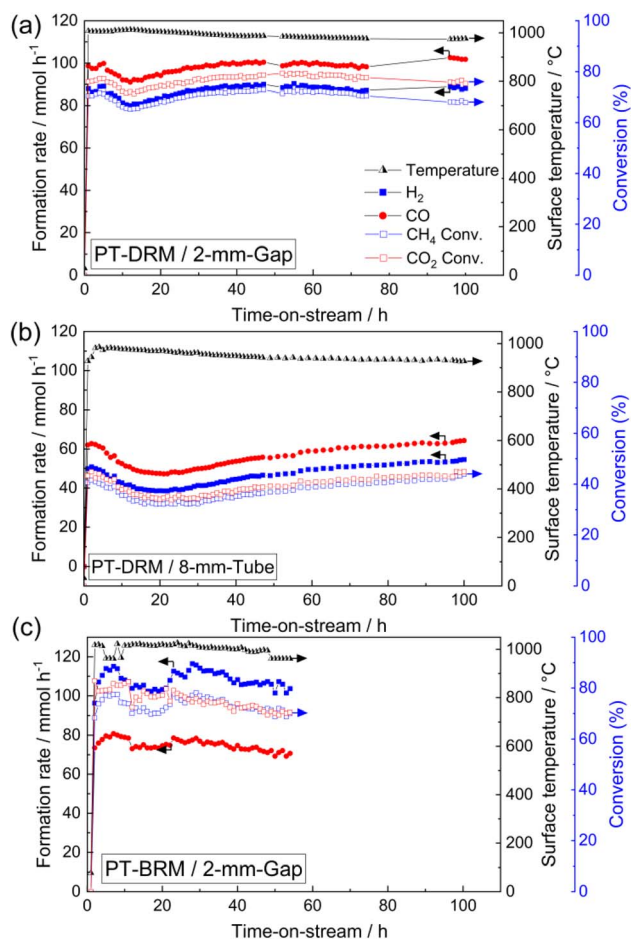 (a)
120
100
80
60
40
20
0
Formation rate / mmol h⁻¹
1000
800
600
400
200
0
Surface temperature / °C
100
80
60
40
20
0
Conversion (%)
Temperature
H₂
CO
CH₄ Conv.
CO₂ Conv.
PT-DRM / 2-mm-Gap
0 20 40 60 80 100
Time-on-stream / h
(b)
120
100
80
60
40
20
0
Formation rate / mmol h⁻¹
1000
800
600
400
200
0
Surface temperature / °C
100
80
60
40
20
0
Conversion (%)
PT-DRM / 8-mm-Tube
0 20 40 60 80 100
Time-on-stream / h
(c)
120
100
80
60
40
20
0
Formation rate / mmol h⁻¹
1000
800
600
400
200
0
Surface temperature / °C
100
80
60
40
20
0
Conversion (%)
PT-BRM / 2-mm-Gap
0 20 40 60 80 100
Time-on-stream / h